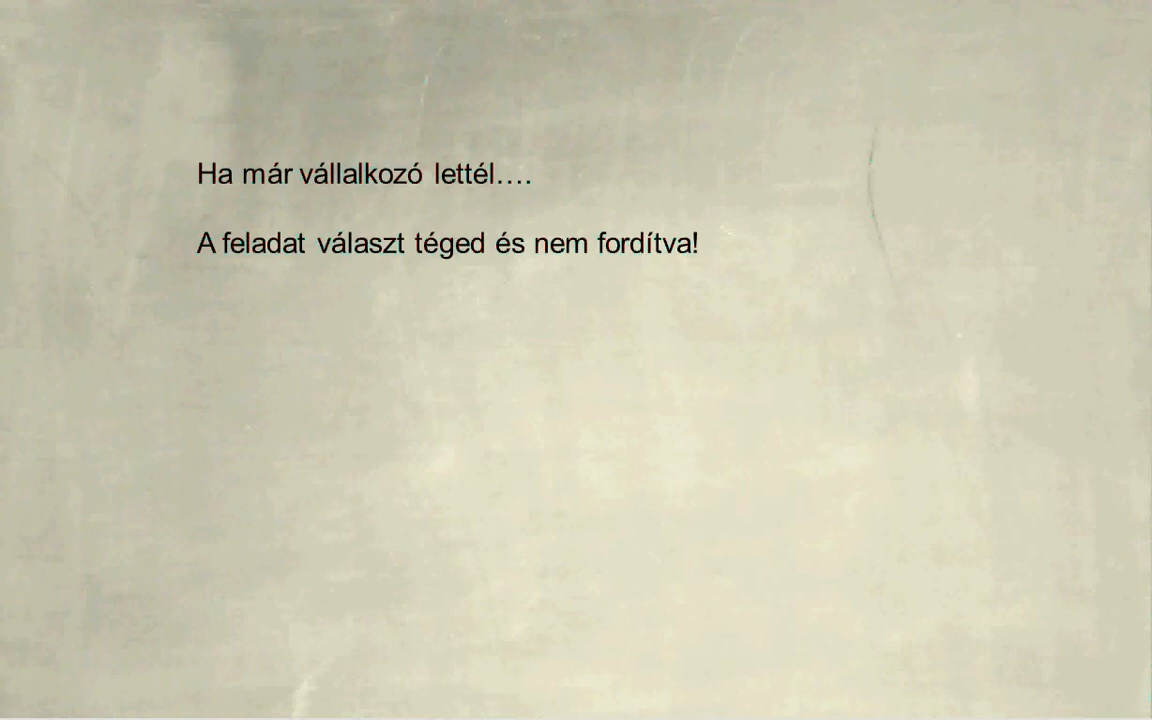 Ha már vállalkozó lettél….
A feladat választ téged és nem fordítva!